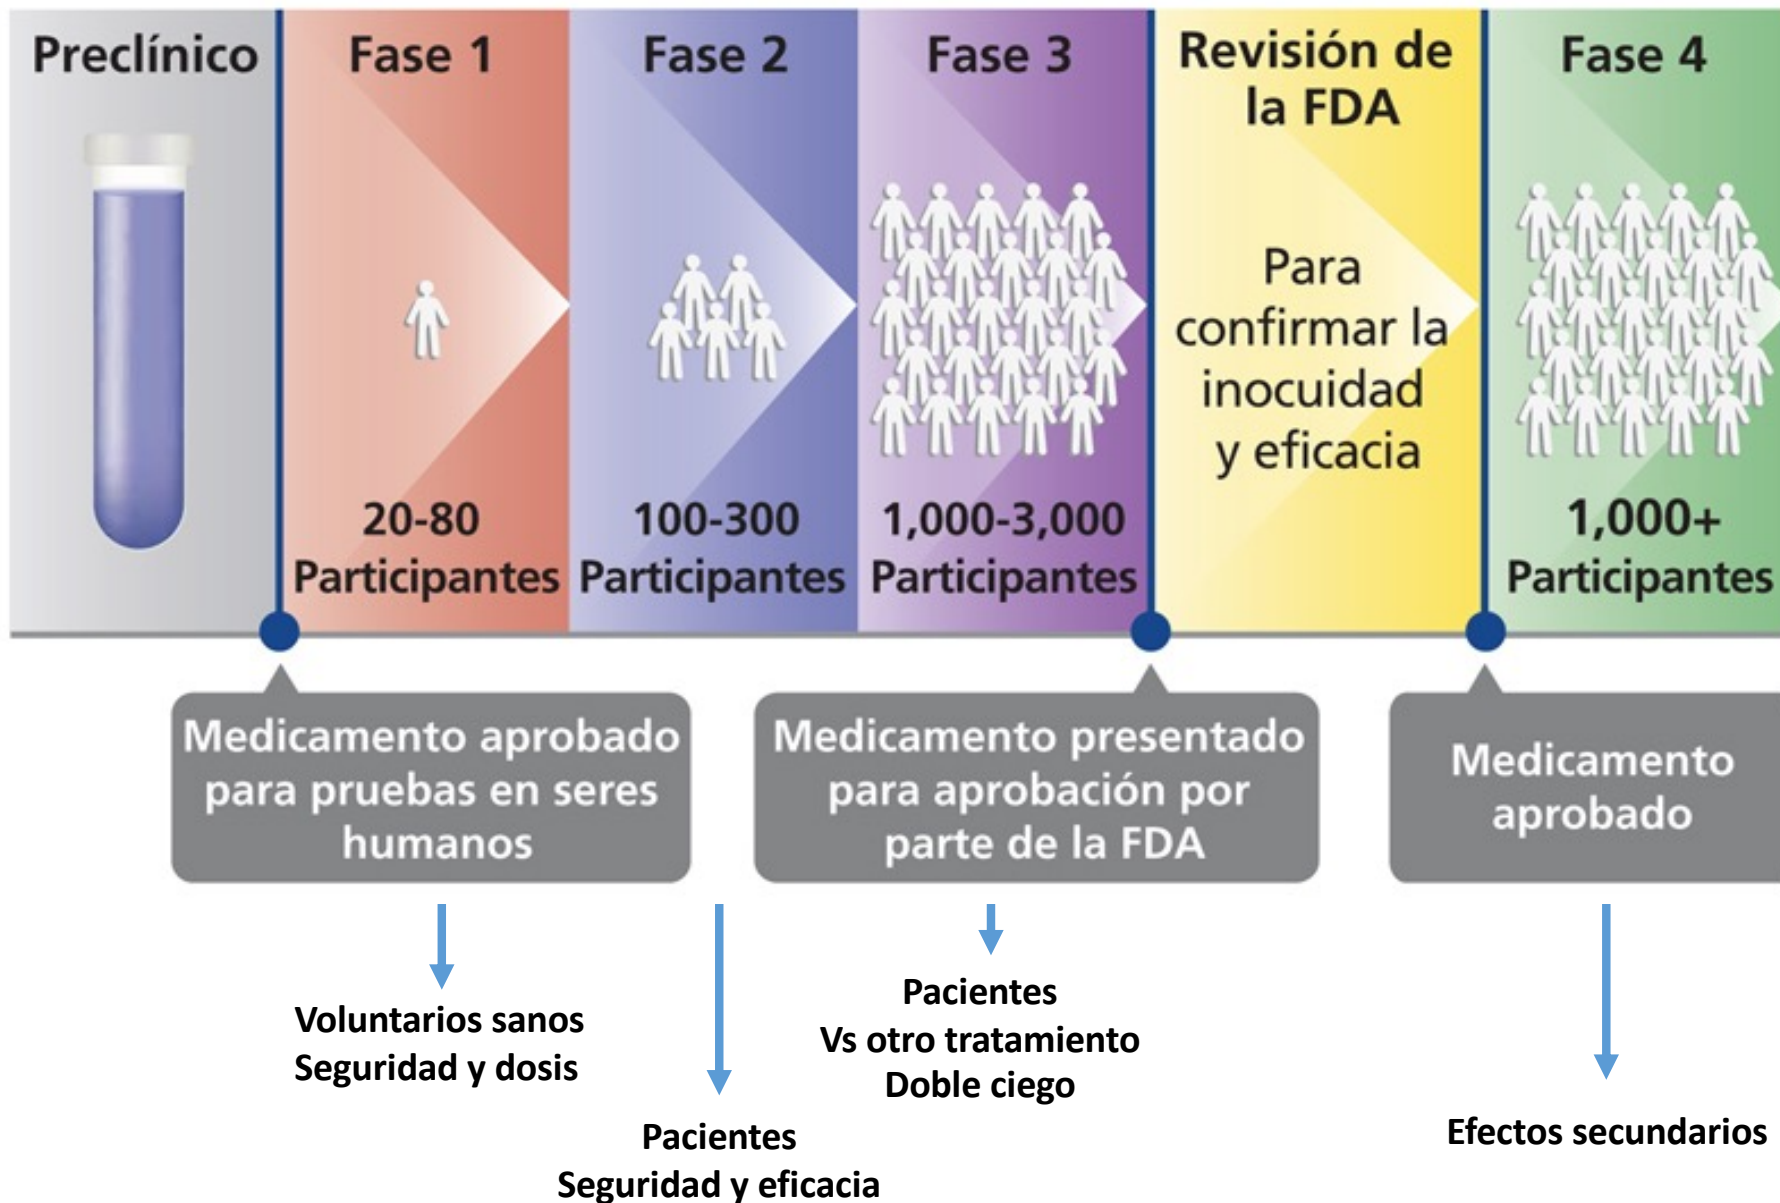 Preclínico
Fase 1
20-80
Participantes
Fase 2
100-300
Participantes
Fase 3
1,000-3,000
Participantes
Revisión de
la FDA
Para
confirmar la
inocuidad
y eficacia
Fase 4
1,000+
Participantes
Medicamento aprobado
para pruebas en seres
humanos
Medicamento presentado
para aprobación por
parte de la FDA
Medicamento
aprobado
Voluntarios sanos
Seguridad y dosis
Pacientes
Seguridad y eficacia
Pacientes
Vs otro tratamiento
Doble ciego
Efectos secundarios